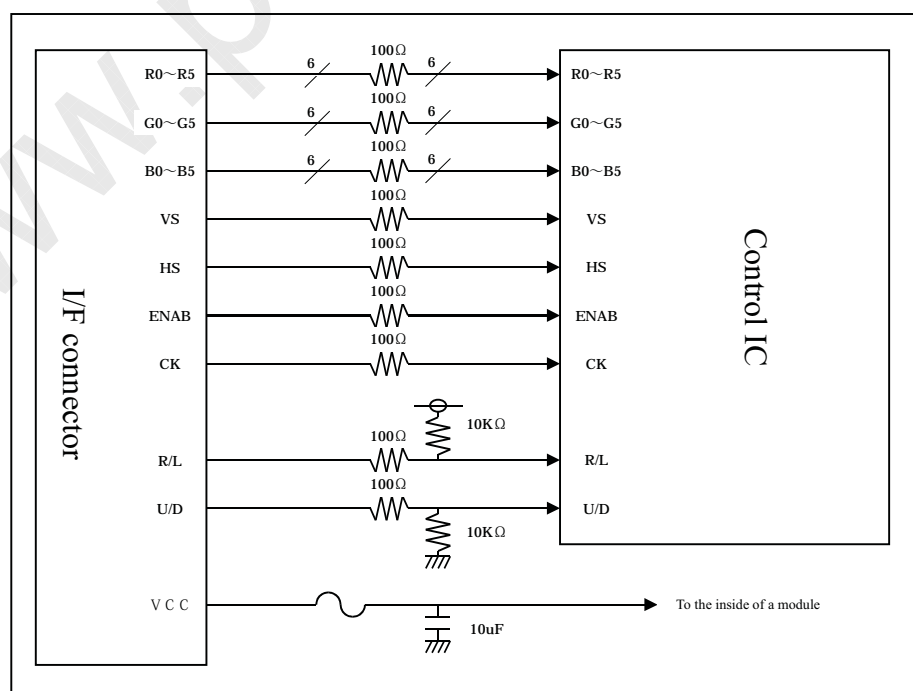 100Ω
R0～R5 6 6 R0～R5
100Ω
G0～G5 6 6 G0～G5
100Ω
B0～B5 6 6 B0～B5
100Ω
VS VS
100Ω
HS HS
100Ω
ENAB ENAB
100Ω
CK CK
I/F connector
Control IC
10KΩ
100Ω
R/L R/L
100Ω
U/D U/D
10KΩ
VCC To the inside of a module
10uF